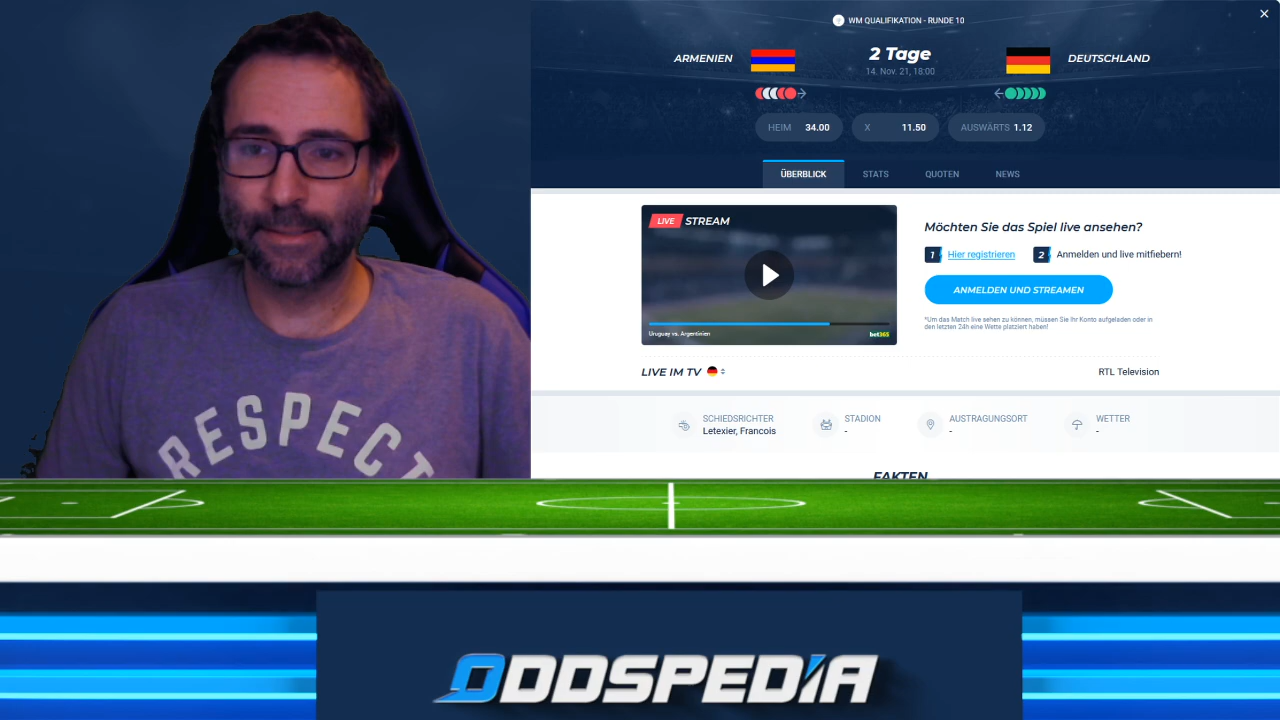 WM QUALIFIKATION - RUNDE 10
ARMENIEN
2 Tage
DEUTSCHLAND
14. Nov. 21, 18:00
HEIM 34.00
X 11.50
AUSWÄRTS 1.12
ÜBERBLICK
STATS
QUOTEN
NEWS
LIVE STREAM
Uruguay vs. Argentinien
bet365
Möchten Sie das Spiel live ansehen?
1 Hier registrieren
2 Anmelden und live mitfiebern!
ANMELDEN UND STREAMEN
*Um das Match live sehen zu können, müssen Sie Ihr Konto aufgeladen oder in
den letzten 24h eine Wette platziert haben!
LIVE IM TV
RTL Television
SCHIEDSRICHTER
Letexier, Francois
STADION
-
AUSTRAGUNGSORT
-
WETTER
-
FAKTEN
RESPECT
ODDSPEDIA